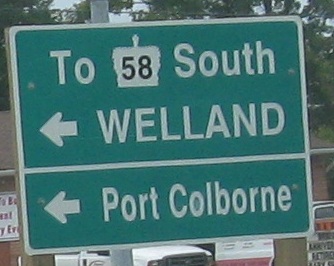 To 58 South
WELLAND
Port Colborne